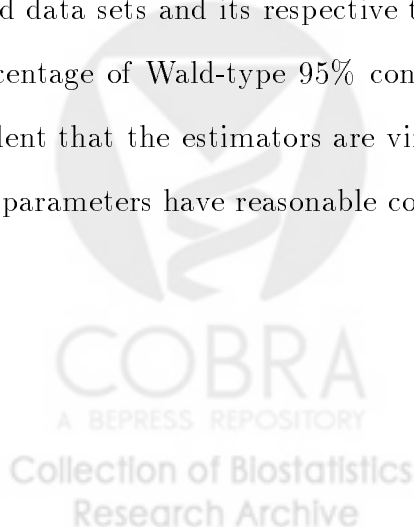 d data sets and its respective t
centage of Wald-type 95% con
lent that the estimators are vi
parameters have reasonable co
COBRA
A BEPRESS REPOSITORY
Collection of Biostatistics
Research Archive